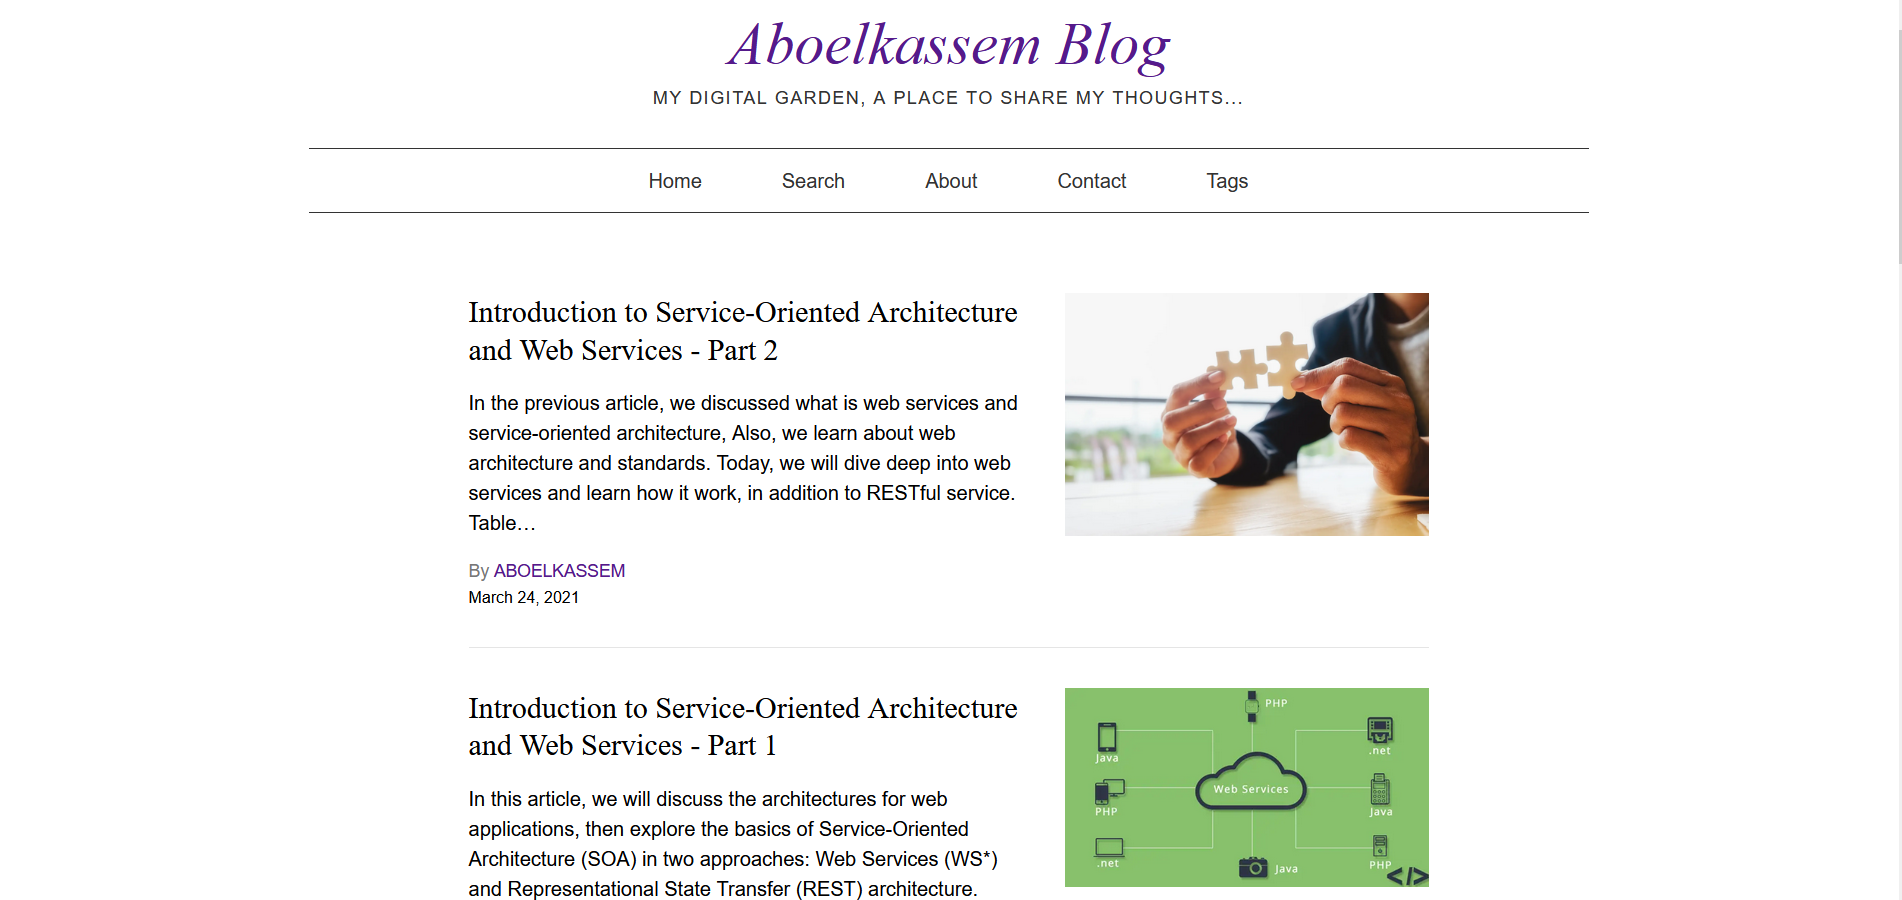 Aboelkassem Blog
MY DIGITAL GARDEN, A PLACE TO SHARE MY THOUGHTS...
Home Search About Contact Tags
Introduction to Service-Oriented Architecture
and Web Services - Part 2
In the previous article, we discussed what is web services and
service-oriented architecture, Also, we learn about web
architecture and standards. Today, we will dive deep into web
services and learn how it work, in addition to RESTful service.
Table…
By ABOELKASSEM
March 24, 2021
Introduction to Service-Oriented Architecture
and Web Services - Part 1
In this article, we will discuss the architectures for web
applications, then explore the basics of Service-Oriented
Architecture (SOA) in two approaches: Web Services (WS*)
and Representational State Transfer (REST) architecture.
PHP
Java
.net
Web Services
PHP
Java
.net
PHP
Java
</>